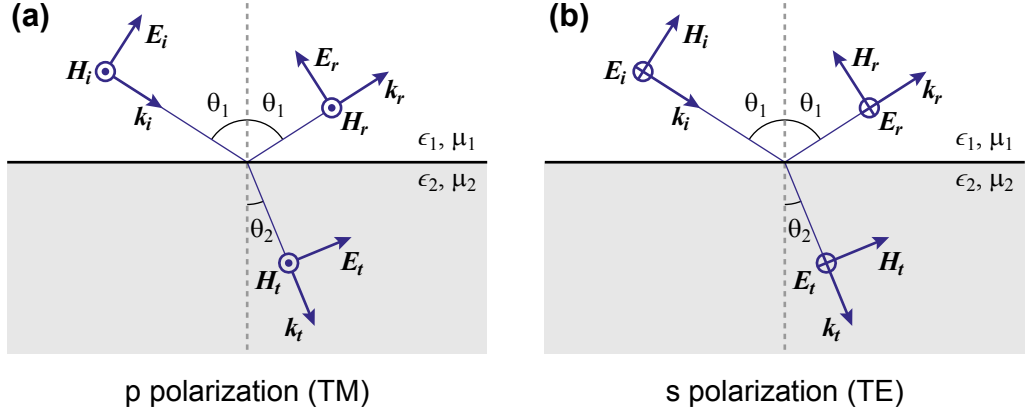 (a)
E_i
H_i
k_i
θ₁ θ₁
E_r
k_r
H_r
ϵ₁, μ₁
ϵ₂, μ₂
θ₂
E_t
H_t
k_t
p polarization (TM)
(b)
H_i
E_i
k_i
θ₁ θ₁
H_r
k_r
E_r
ϵ₁, μ₁
ϵ₂, μ₂
θ₂
H_t
E_t
k_t
s polarization (TE)